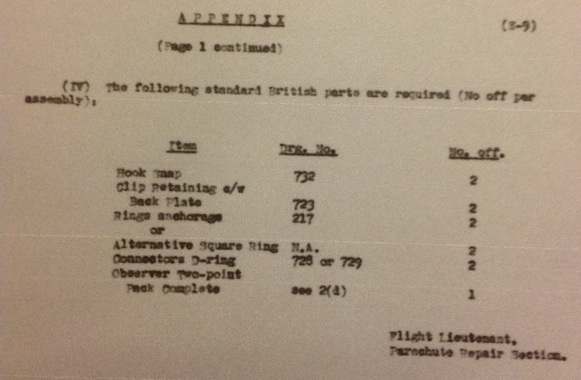 APPENDIX (E-9)
(Page 1 continued)
(IV) The following standard British parts are required (No off per
assembly);
Item Drg. No. No. off.
Hook snap 732 2
Clip Retaining c/w
Back Plate 723 2
Rings anchorage 217 2
or
Alternative Square Ring N.A. 2
Connectors D-ring 728 or 729 2
Observer Two-point
Pack Complete see 2(d) 1
Flight Lieutenant.
Parachute Repair Section.